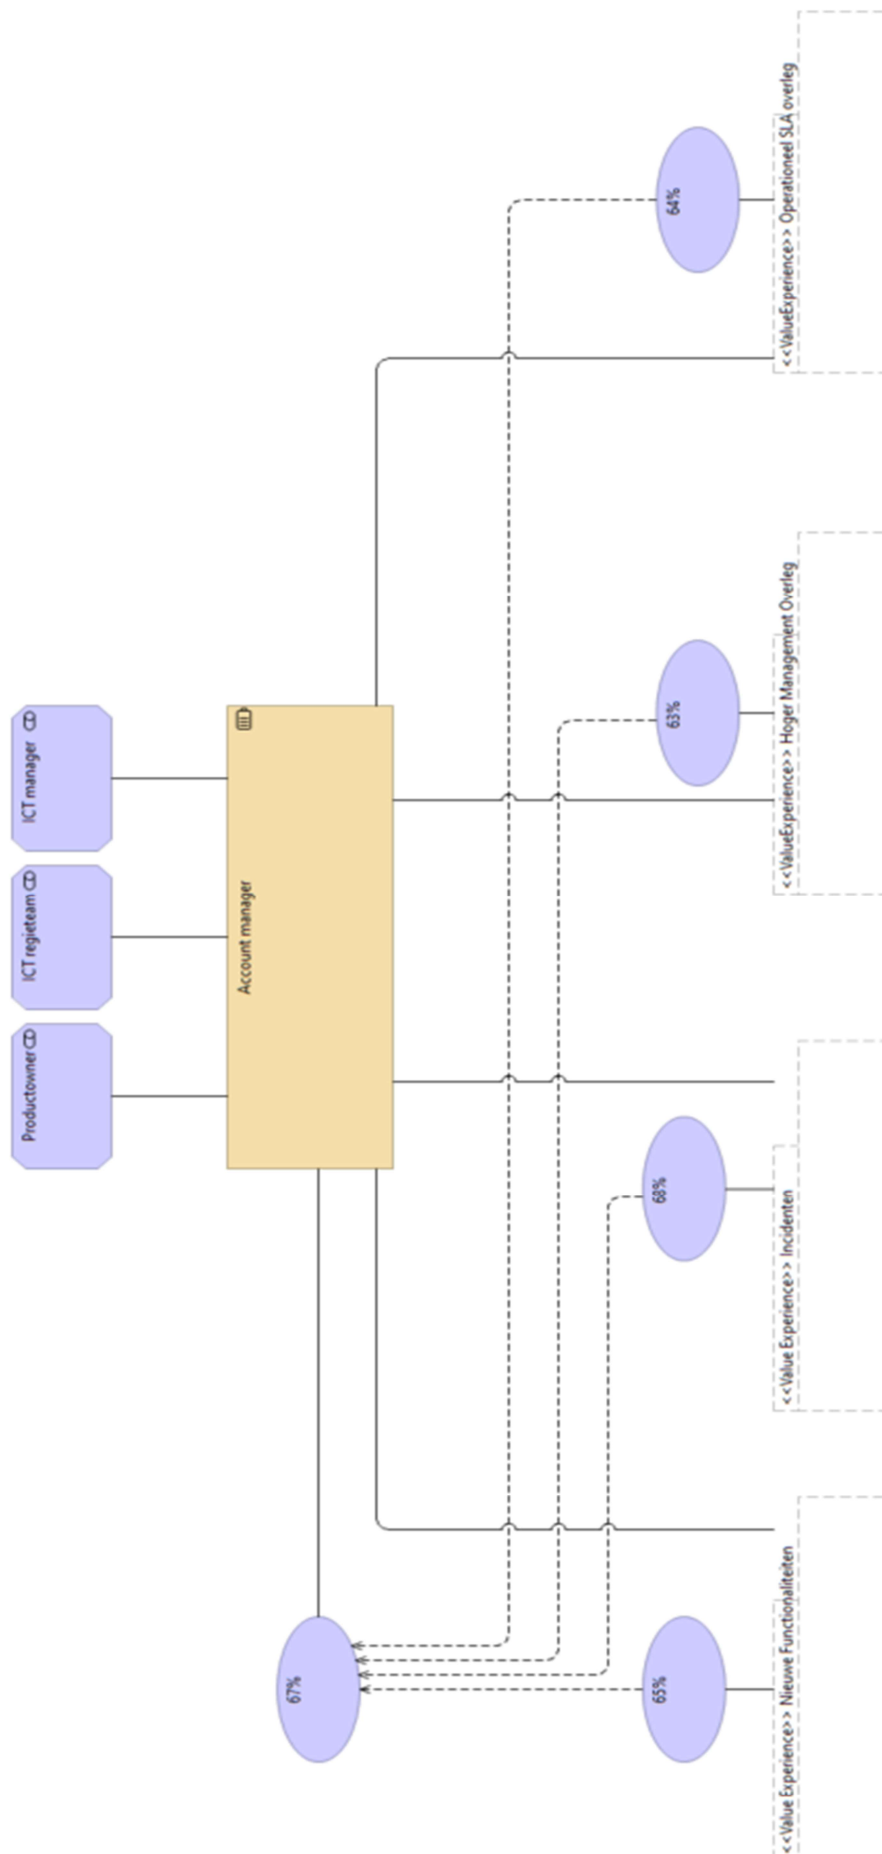 Productowner
ICT regieteam
ICT manager
Account manager
67%
65%
68%
63%
64%
<<Value Experience>> Nieuwe Functionaliteiten
<<Value Experience>> Incidenten
<<ValueExperience>> Hoger Management Overleg
<<ValueExperience>> Operationeel SLA overleg